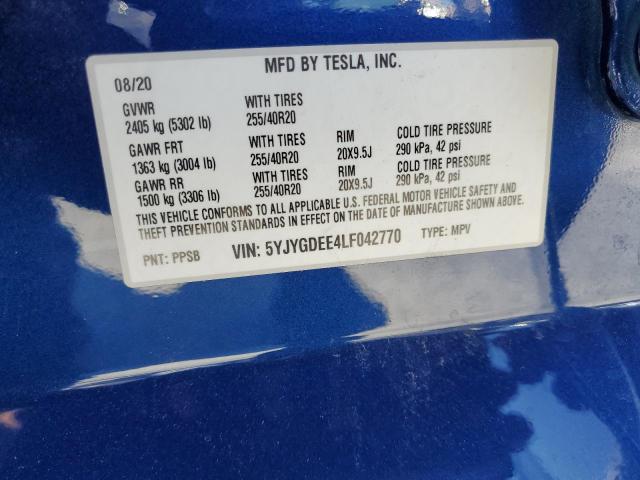 MFD BY TESLA, INC.
08/20
GVWR WITH TIRES
2405 kg (5302 lb) 255/40R20
GAWR FRT WITH TIRES RIM COLD TIRE PRESSURE
1363 kg (3004 lb) 255/40R20 20X9.5J 290 kPa, 42 psi
GAWR RR WITH TIRES RIM COLD TIRE PRESSURE
1500 kg (3306 lb) 255/40R20 20X9.5J 290 kPa, 42 psi
THIS VEHICLE CONFORMS TO ALL APPLICABLE U.S. FEDERAL MOTOR VEHICLE SAFETY AND
THEFT PREVENTION STANDARDS IN EFFECT ON THE DATE OF MANUFACTURE SHOWN ABOVE.
PNT: PPSB VIN: 5YJYGDEE4LF042770 TYPE: MPV